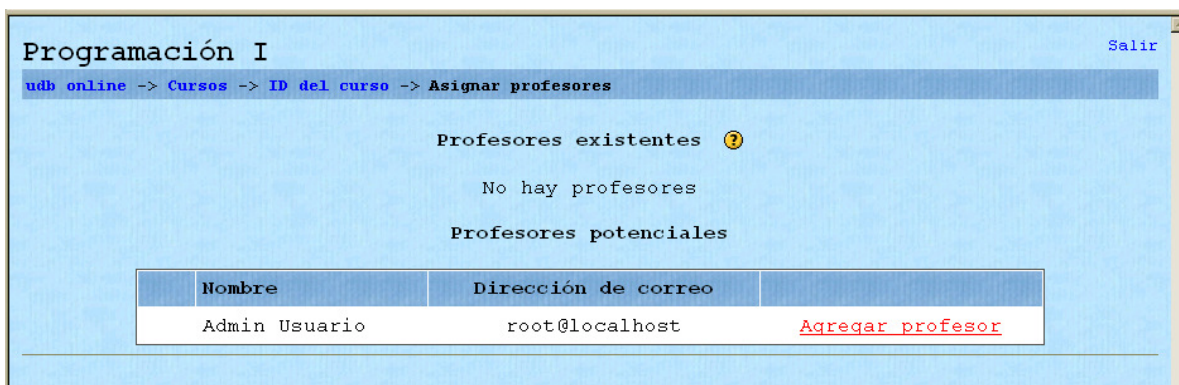 Programación I
Salir
udb online -> Cursos -> ID del curso -> Asignar profesores
Profesores existentes ?
No hay profesores
Profesores potenciales
Nombre Dirección de correo
Admin Usuario root@localhost Agregar profesor